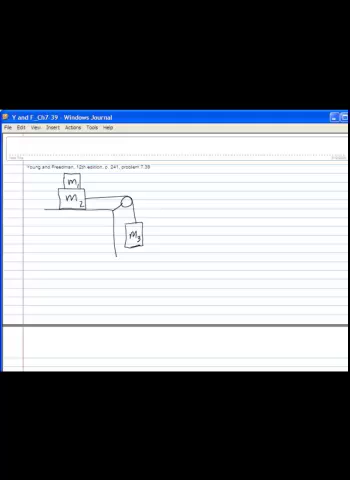 Y and F_Ch7 39 - Windows Journal
File Edit View Insert Actions Tools Help
Young and Freedman, 12th edition, p. 241, problem 7.39
m₁
m₂
m₃